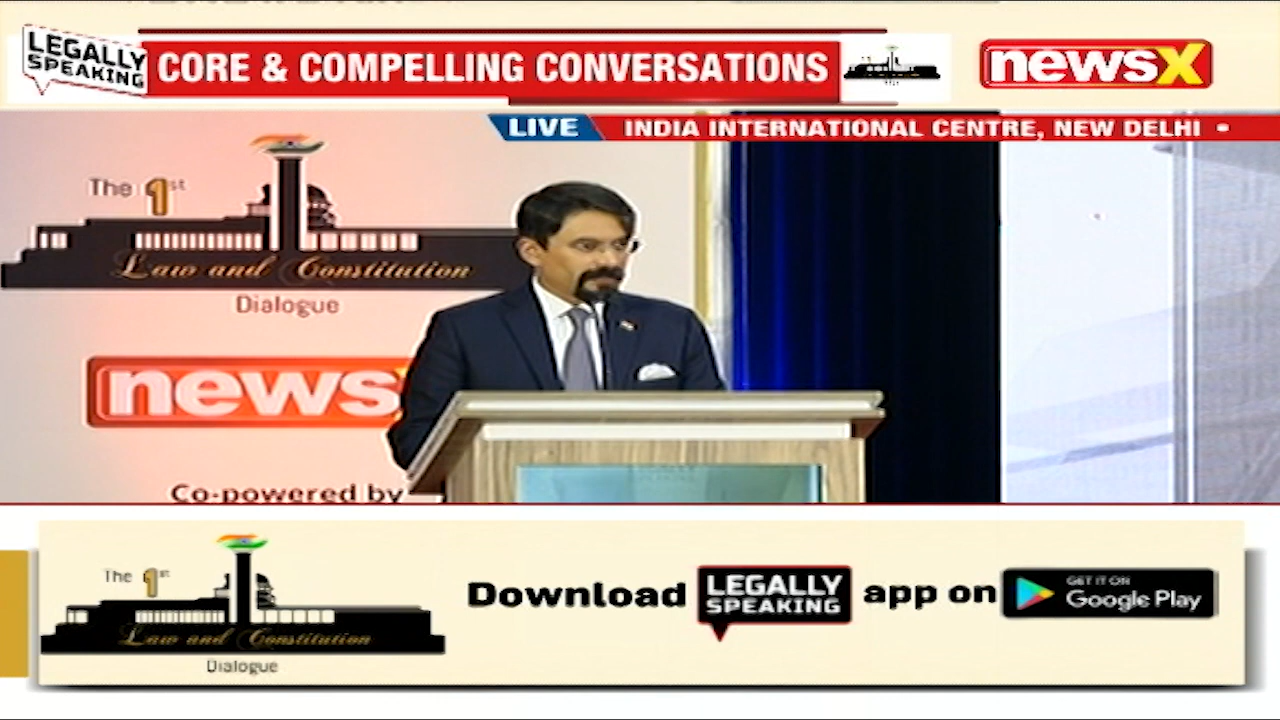 LEGALLY
SPEAKING
CORE & COMPELLING CONVERSATIONS
newsX
LIVE
INDIA INTERNATIONAL CENTRE, NEW DELHI
The 1st
Law and Constitution
Dialogue
news
Co-powered by
The 1st
Law and Constitution
Dialogue
Download LEGALLY SPEAKING app on
GET IT ON
Google Play